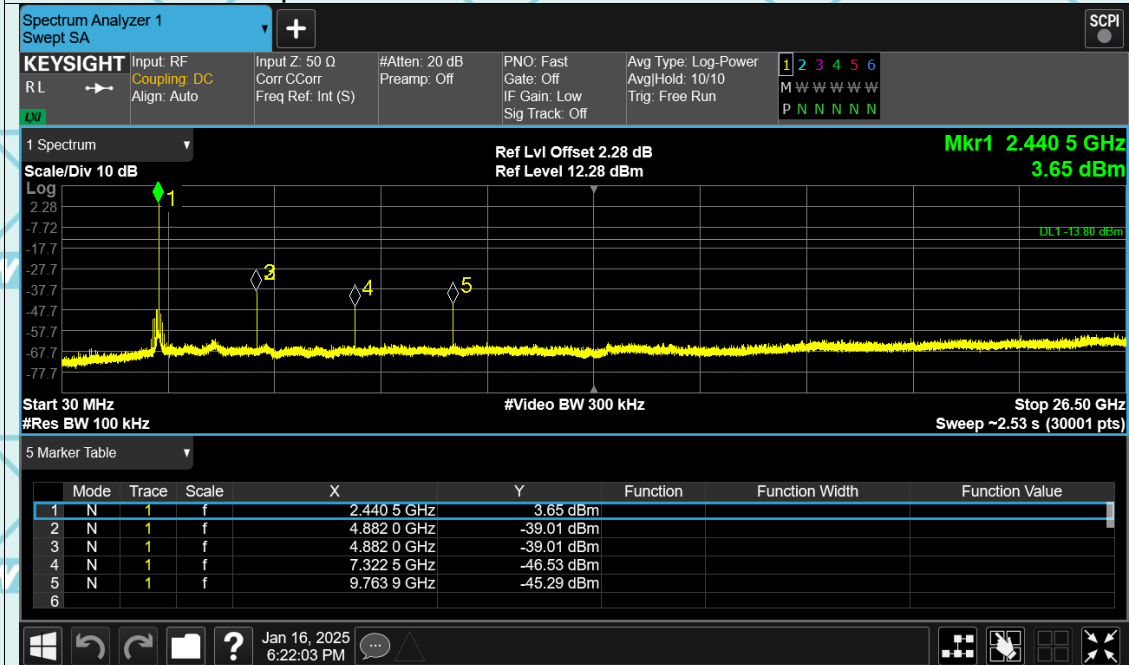 Spectrum Analyzer 1
Swept SA
+
SCPI
KEYSIGHT
RL
LXI
Input: RF
Coupling: DC
Align: Auto
Input Z: 50 Ω
Corr CCorr
Freq Ref: Int (S)
#Atten: 20 dB
Preamp: Off
PNO: Fast
Gate: Off
IF Gain: Low
Sig Track: Off
Avg Type: Log-Power
Avg|Hold: 10/10
Trig: Free Run
1 2 3 4 5 6
M W W W W W
P N N N N N
1 Spectrum
Ref Lvl Offset 2.28 dB
Mkr1 2.440 5 GHz
Scale/Div 10 dB
Ref Level 12.28 dBm
3.65 dBm
Log
1
2.28
-7.72
DL1 -13.80 dBm
-17.7
-27.7
3
-37.7
4
5
-47.7
-57.7
-67.7
-77.7
Start 30 MHz
#Video BW 300 kHz
Stop 26.50 GHz
#Res BW 100 kHz
Sweep ~2.53 s (30001 pts)
5 Marker Table
Mode Trace Scale X Y Function Function Width Function Value
1 N 1 f 2.440 5 GHz 3.65 dBm
2 N 1 f 4.882 0 GHz -39.01 dBm
3 N 1 f 4.882 0 GHz -39.01 dBm
4 N 1 f 7.322 5 GHz -46.53 dBm
5 N 1 f 9.763 9 GHz -45.29 dBm
6
?
Jan 16, 2025
6:22:03 PM